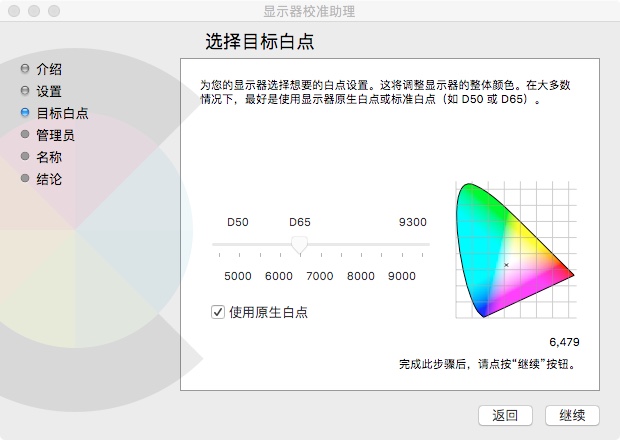 显示器校准助理
选择目标白点
介绍
设置
目标白点
管理员
名称
结论
为您的显示器选择想要的白点设置。这将调整显示器的整体颜色。在大多数
情况下，最好是使用显示器原生白点或标准白点（如 D50 或 D65）。
D50 D65 9300
5000 6000 7000 8000 9000
使用原生白点
6,479
完成此步骤后，请点按“继续”按钮。
返回 继续